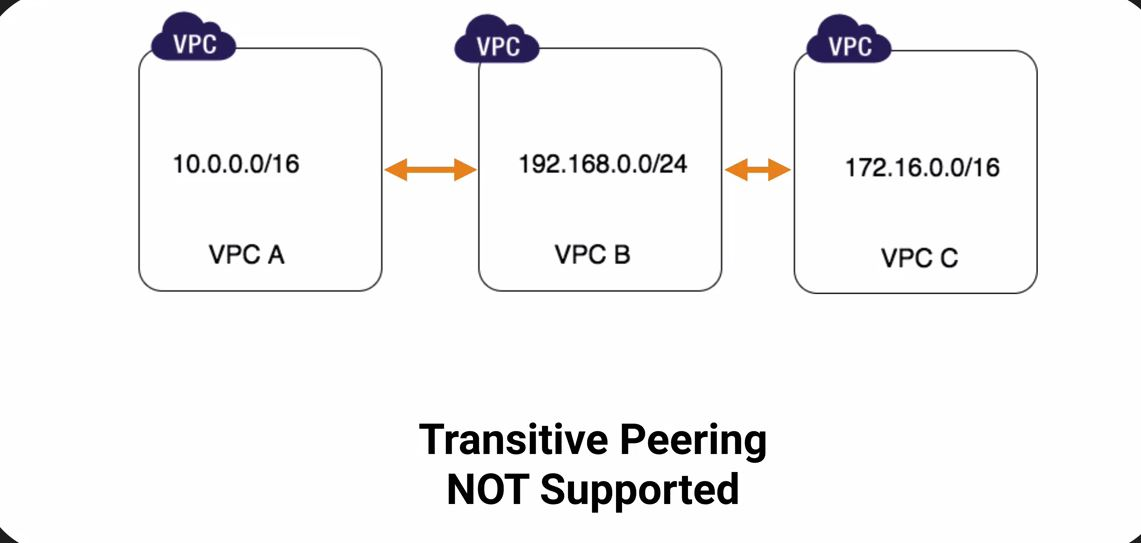 VPC
VPC
VPC
10.0.0.0/16
192.168.0.0/24
172.16.0.0/16
VPC A
VPC B
VPC C
Transitive Peering
NOT Supported